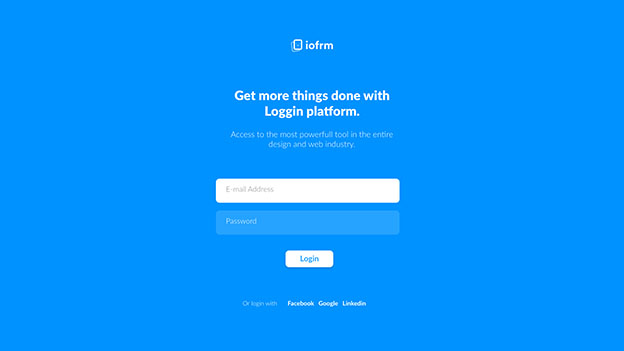 iofrm
Get more things done with
Loggin platform.
Access to the most powerfull tool in the entire
design and web industry.
E-mail Address
Password
Login
Or login with Facebook Google Linkedin